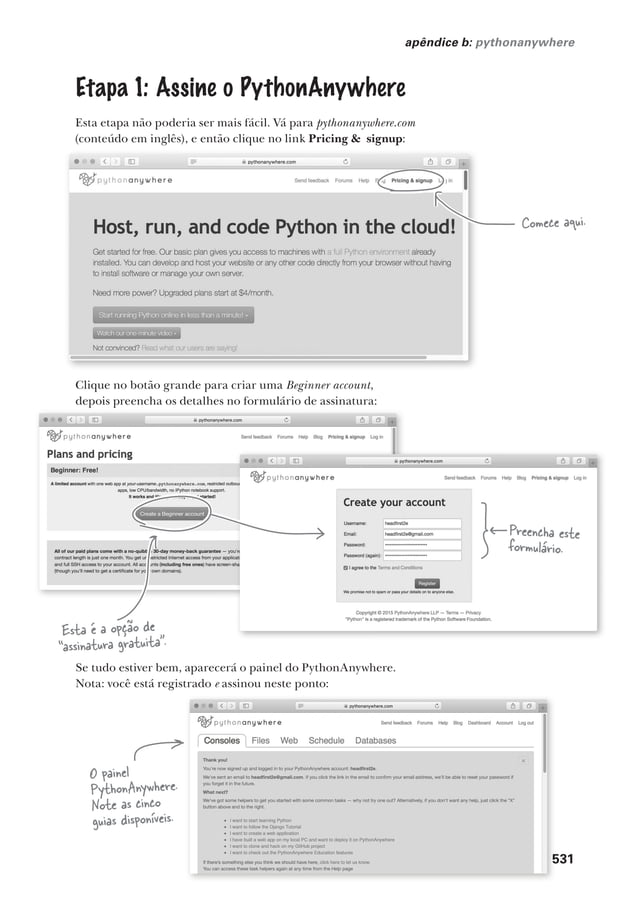 apêndice b: pythonanywhere
Etapa 1: Assine o PythonAnywhere
Esta etapa não poderia ser mais fácil. Vá para pythonanywhere.com
(conteúdo em inglês), e então clique no link Pricing & signup:
pythonanywhere.com
pythonanywhere
Send feedback Forums Help Blog Pricing & signup Log in
Comece aqui.
Host, run, and code Python in the cloud!
Get started for free. Our basic plan gives you access to machines with a full Python environment already
installed. You can develop and host your website or any other code directly from your browser without having
to install software or manage your own server.
Need more power? Upgraded plans start at $4/month.
Start running Python online in less than a minute! »
Watch our one-minute video »
Not convinced? Read what our users are saying!
Clique no botão grande para criar uma Beginner account,
depois preencha os detalhes no formulário de assinatura:
pythonanywhere.com
pythonanywhere
Send feedback Forums Help Blog Pricing & signup Log in
Plans and pricing
Beginner: Free!
A limited account with one web app at your-username.pythonanywhere.com, restricted outbou
apps, low CPU/bandwidth, no IPython notebook support.
It works and started!
Create a Beginner account
All of our paid plans come with a no-quibble 30-day money-back guarantee — you're
contract length is just one month. You get unrestricted Internet access from your application
and full SSH access to your account. All accounts (including free ones) have screen-shar
(though you'll need to get a certificate for your own domains).
pythonanywhere.com
pythonanywhere
Send feedback Forums Help Blog Pricing & signup Log in
Create your account
Username: headfirst2e
Email: headfirst2e@gmail.com
Password:
Password (again):
I agree to the Terms and Conditions
Register
We promise not to spam or pass your details on to anyone else.
Copyright © 2015 PythonAnywhere LLP — Terms — Privacy
"Python" is a registered trademark of the Python Software Foundation.
Preencha este
formulário.
Esta é a opção de
"assinatura gratuita".
Se tudo estiver bem, aparecerá o painel do PythonAnywhere.
Nota: você está registrado e assinou neste ponto:
pythonanywhere.com
pythonanywhere
Send feedback Forums Help Blog Dashboard Account Log out
Consoles Files Web Schedule Databases
Thank you!
You're now signed up and logged in to your PythonAnywhere account headfirst2e.
We've sent an email to headfirst2e@gmail.com, if you click the link in the email to confirm your email address, we'll be able to reset your password if
you forget it in the future.
What next?
We've got some helpers to get you started with some common tasks — why not try one out? Alternatively, if you don't want any help, just click the "X"
button above and to the right.
I want to start learning Python
I want to follow the Django Tutorial
I want to create a web application
I have built a web app on my local PC and want to deploy it on PythonAnywhere
I want to clone and hack on my GitHub project
I want to check out the PythonAnywhere Education features
If there's something else you think we should have here, click here to let us know
You can access these task helpers again at any time from the Help page
O painel
PythonAnywhere.
Note as cinco
guias disponíveis.
531